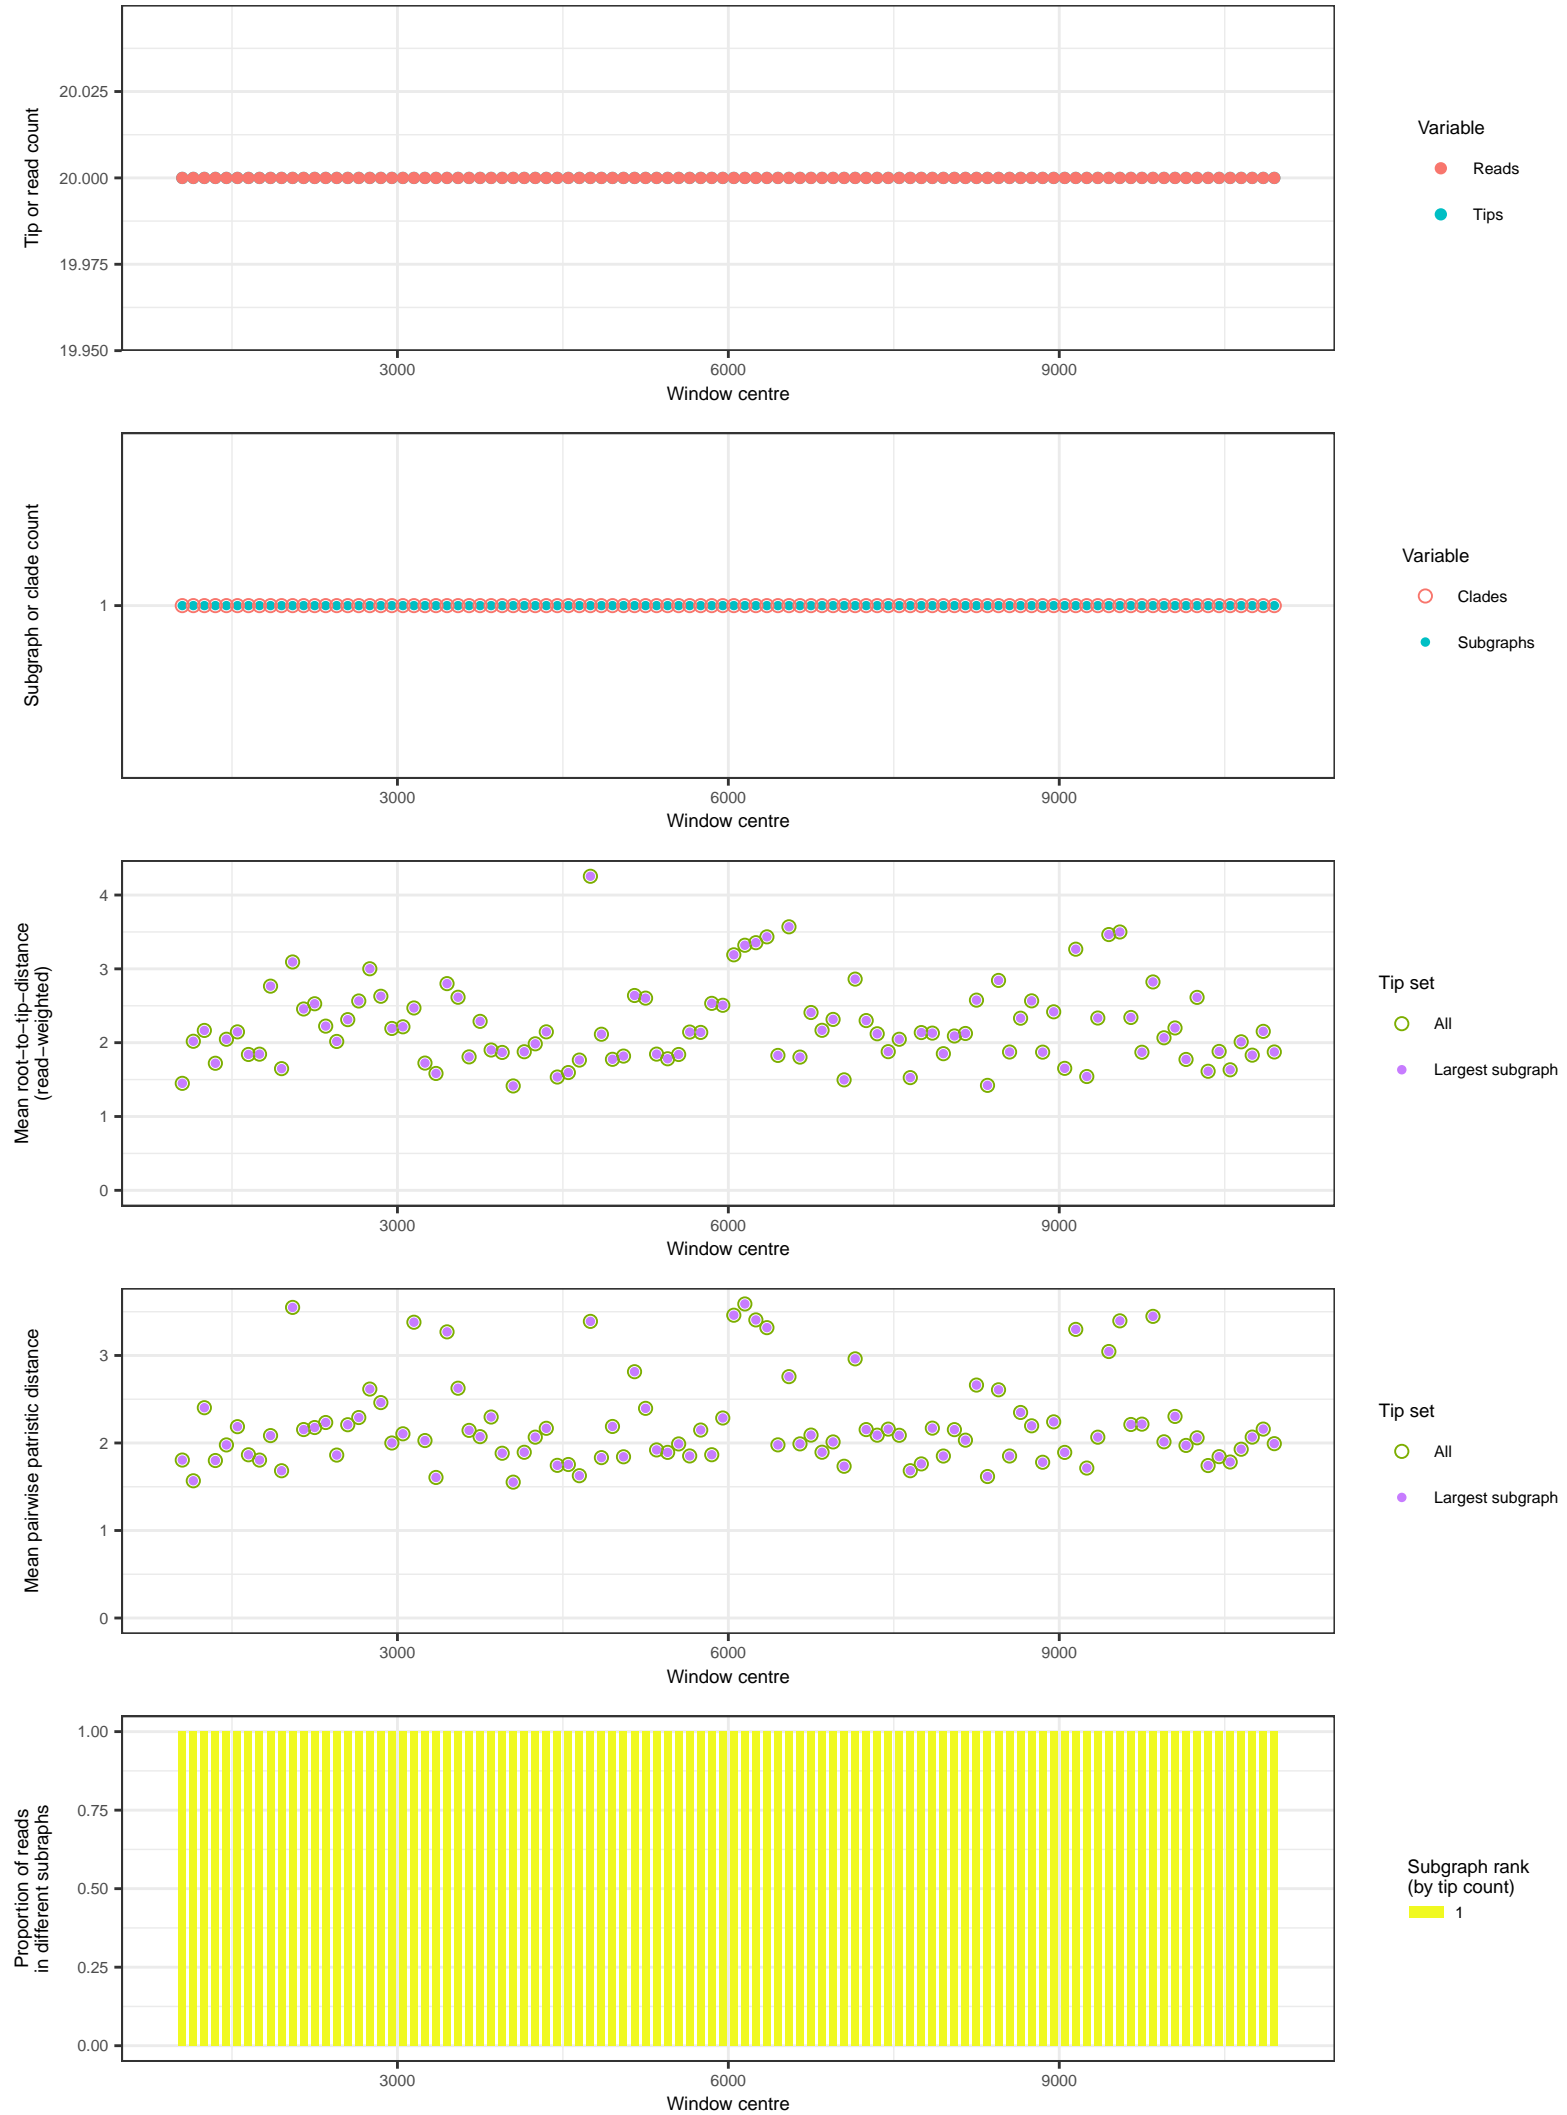 20.025
20.000
19.975
19.950
Tip or read count
3000
6000
9000
Window centre
Variable
Reads
Tips
1
Subgraph or clade count
3000
6000
9000
Window centre
Variable
Clades
Subgraphs
4
3
2
1
0
Mean root−to−tip−distance
(read−weighted)
3000
6000
9000
Window centre
Tip set
All
Largest subgraph
3
2
1
0
Mean pairwise patristic distance
3000
6000
9000
Window centre
Tip set
All
Largest subgraph
1.00
0.75
0.50
0.25
0.00
Proportion of reads
in different subraphs
3000
6000
9000
Window centre
Subgraph rank
(by tip count)
1